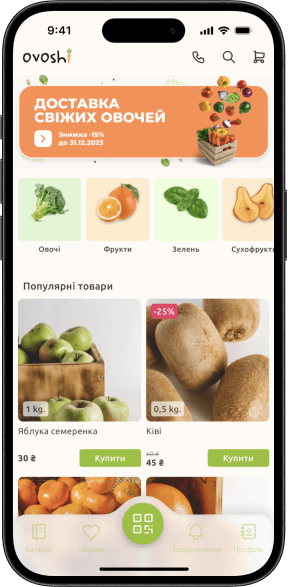 9:41
ovoshi
ДОСТАВКА
СВІЖИХ ОВОЧЕЙ
Знижка -15%
до 31.12.2023
Овочі
Фрукти
Зелень
Сухофрукт
Популярні товари
-25%
1 kg.
0,5 kg.
Яблука семеренка
Ківі
30 ₴
Купити
60 ₴
45 ₴
Купити
Каталог
Обране
Повідомлення
Профіль